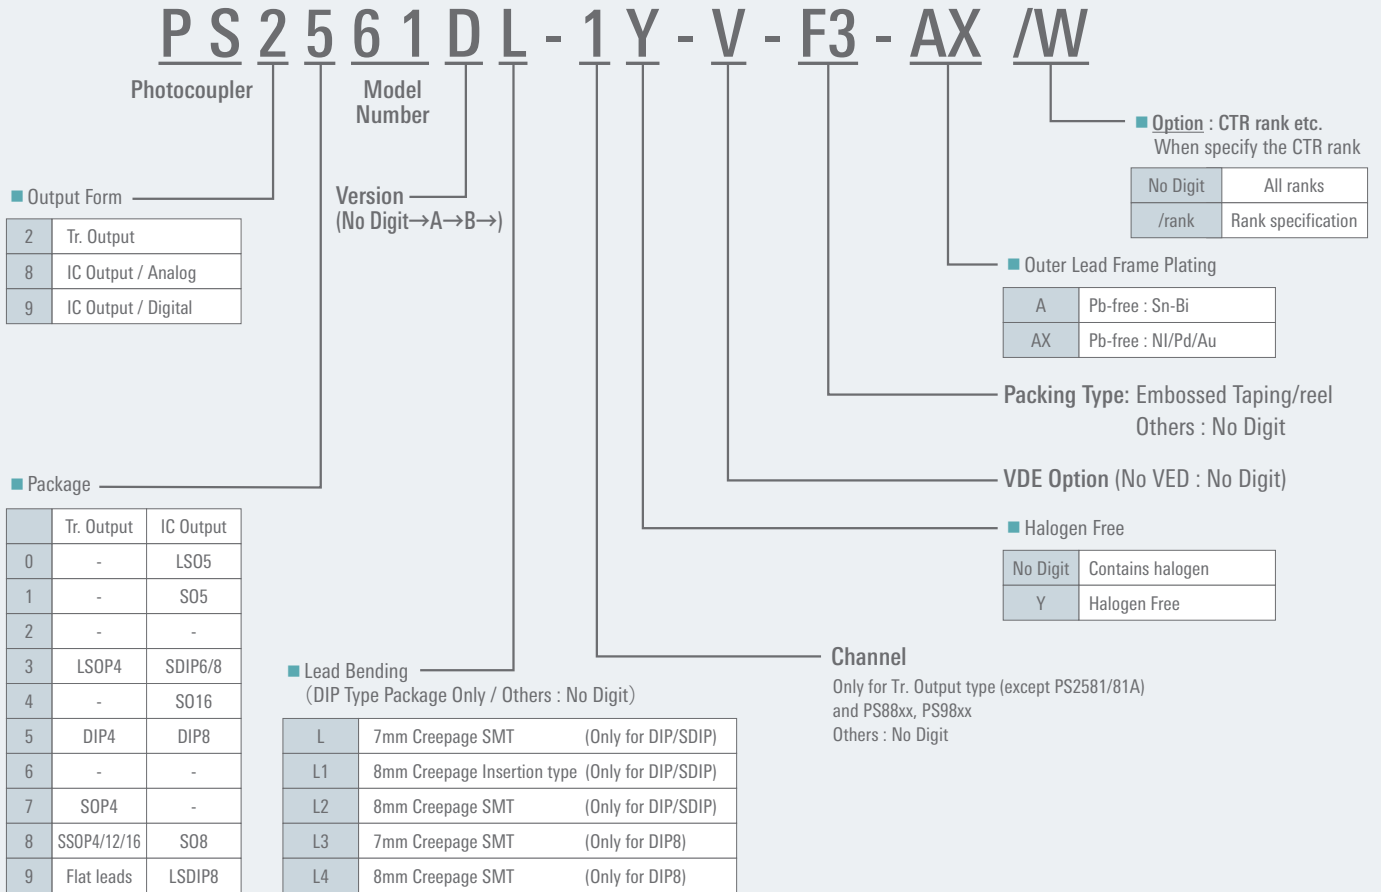 PS2561DL-1Y-V-F3-AX /W
Photocoupler
Model
Number
■ Option : CTR rank etc.
When specify the CTR rank
No Digit All ranks
/rank Rank specification
■ Output Form
2 Tr. Output
8 IC Output / Analog
9 IC Output / Digital
Version
(No Digit→A→B→)
■ Outer Lead Frame Plating
A Pb-free : Sn-Bi
AX Pb-free : NI/Pd/Au
Packing Type: Embossed Taping/reel
Others : No Digit
VDE Option (No VED : No Digit)
■ Halogen Free
No Digit Contains halogen
Y Halogen Free
■ Package
Tr. Output IC Output
0 - LSO5
1 - SO5
2 - -
3 LSOP4 SDIP6/8
4 - SO16
5 DIP4 DIP8
6 - -
7 SOP4 -
8 SSOP4/12/16 SO8
9 Flat leads LSDIP8
■ Lead Bending
(DIP Type Package Only / Others : No Digit)
L 7mm Creepage SMT (Only for DIP/SDIP)
L1 8mm Creepage Insertion type (Only for DIP/SDIP)
L2 8mm Creepage SMT (Only for DIP/SDIP)
L3 7mm Creepage SMT (Only for DIP8)
L4 8mm Creepage SMT (Only for DIP8)
Channel
Only for Tr. Output type (except PS2581/81A)
and PS88xx, PS98xx
Others : No Digit